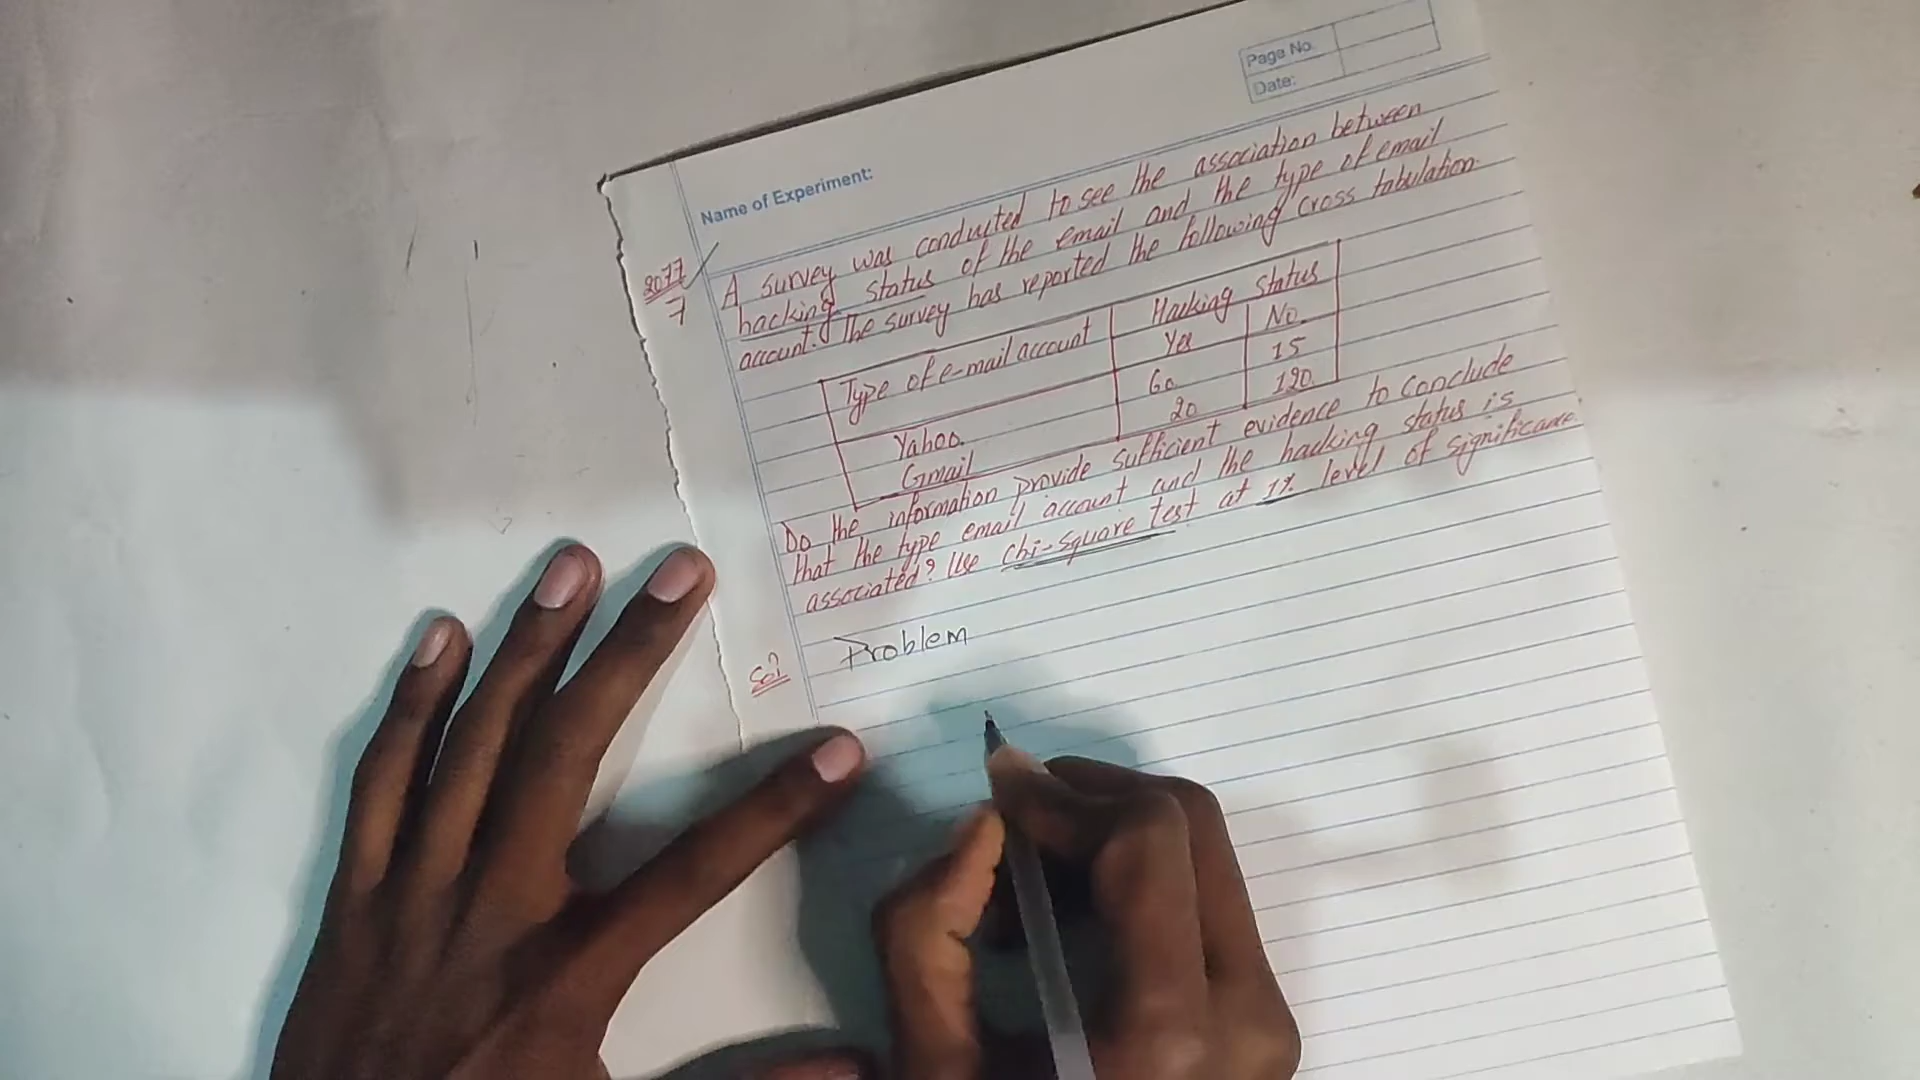 Page No.
Date:
Name of Experiment:
2077
7
A survey was conducted to see the association between
hacking status of the email and the type of email
account. The survey has reported the following cross tabulation.
Type of e-mail account Hacking Status
Yes No.
Yahoo. 60 15
Gmail 20 120
Do the information provide sufficient evidence to conclude
that the type email account and the hacking status is
associated? Use chi-square test at 1% level of significance.
Sol
Problem